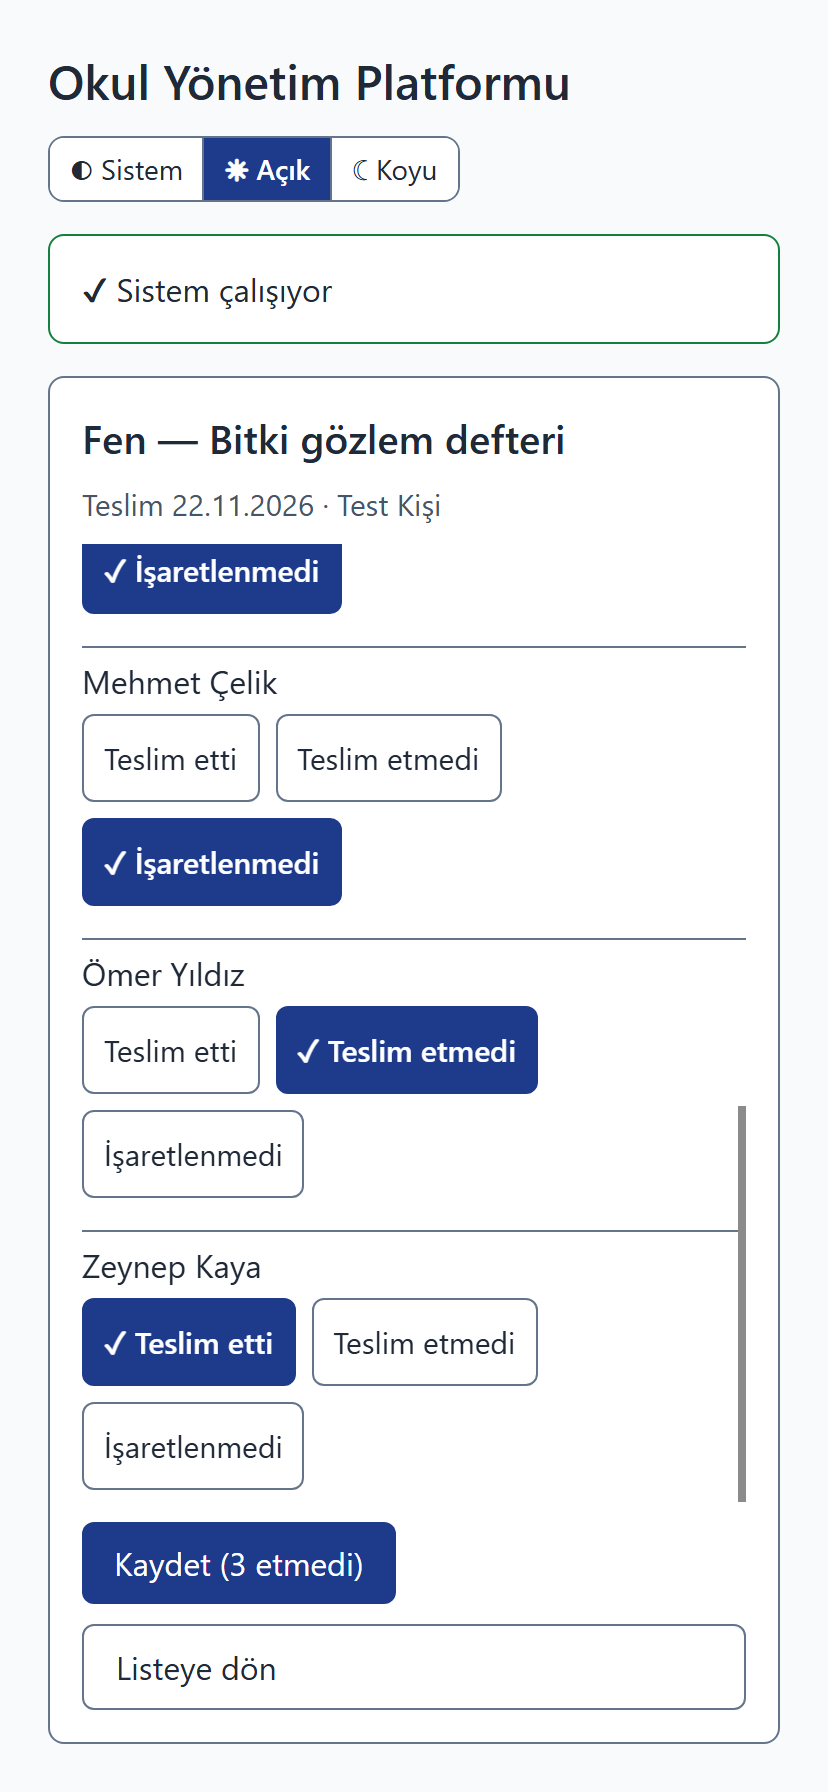 Okul Yönetim Platformu
◐ Sistem ✸ Açık ☾ Koyu
✓ Sistem çalışıyor
Fen — Bitki gözlem defteri
Teslim 22.11.2026 · Test Kişi
✓ İşaretlenmedi
Mehmet Çelik
Teslim etti Teslim etmedi
✓ İşaretlenmedi
Ömer Yıldız
Teslim etti ✓ Teslim etmedi
İşaretlenmedi
Zeynep Kaya
✓ Teslim etti Teslim etmedi
İşaretlenmedi
Kaydet (3 etmedi)
Listeye dön